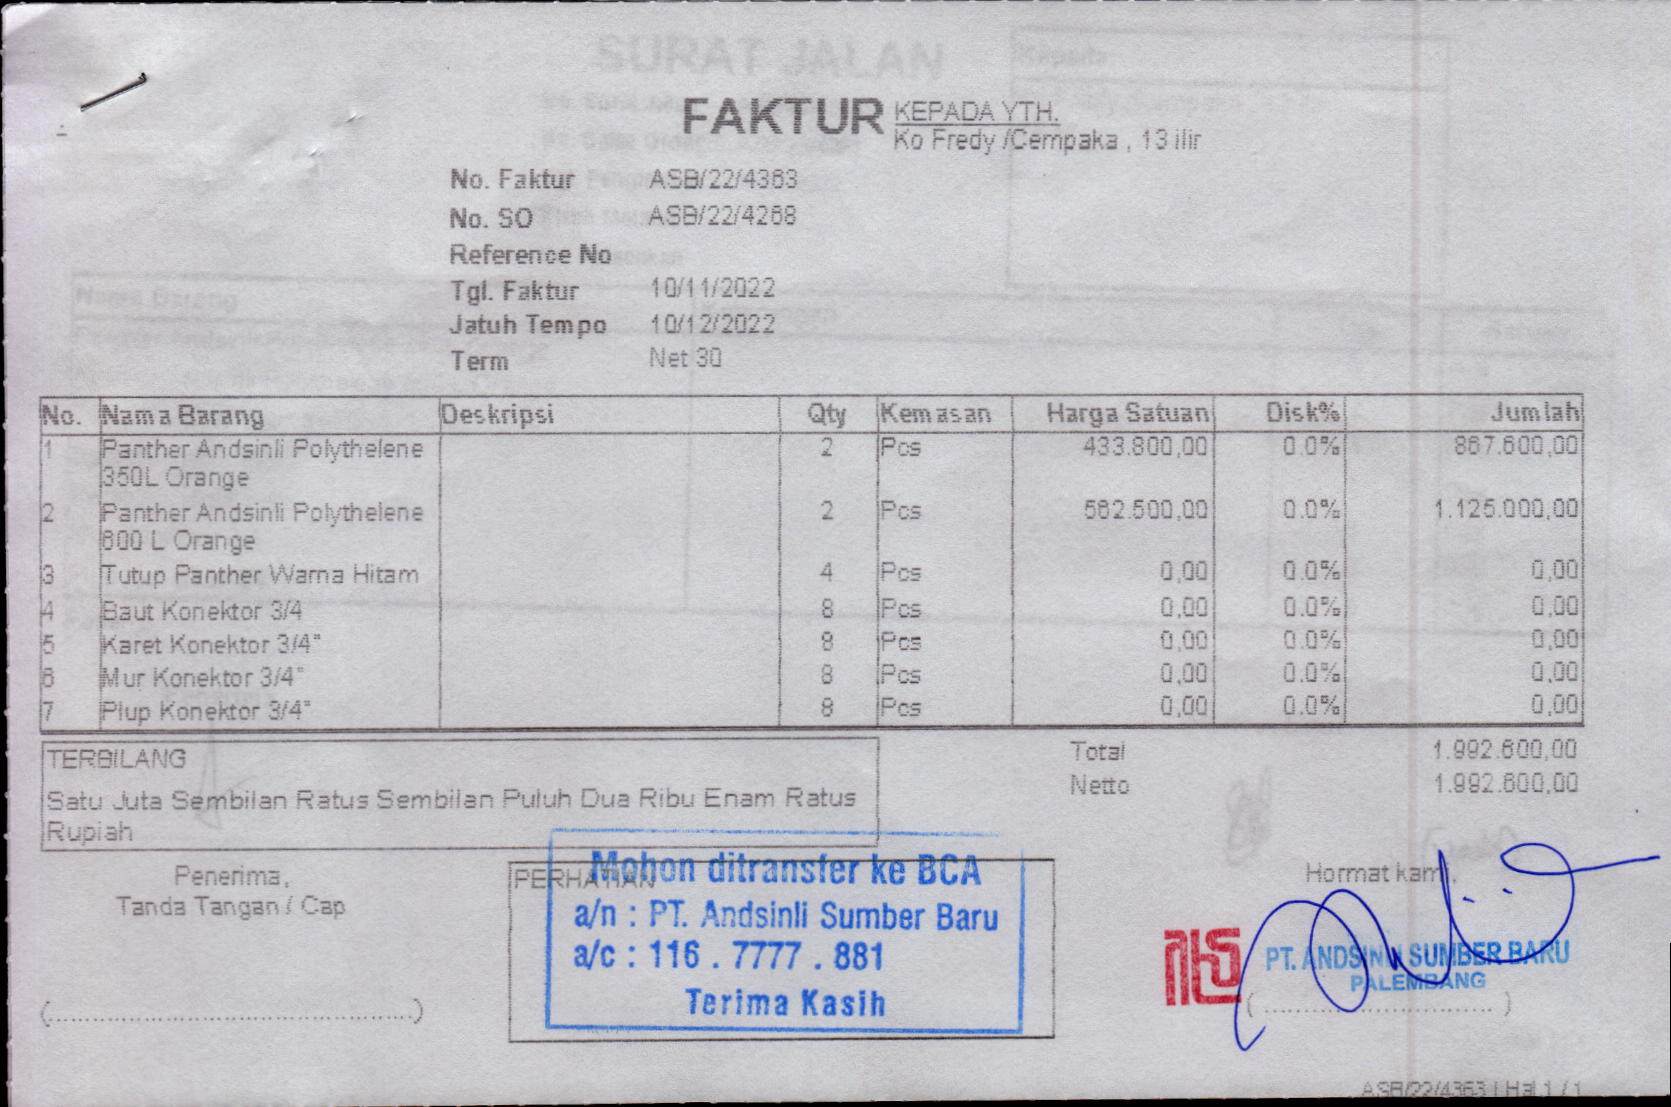 SURAT JALAN
Kepada
FAKTUR
KEPADA YTH.
Ko Fredy /Cempaka , 13 ilir
No. Faktur ASB/22/4363
No. SO ASB/22/4268
Reference No
Tgl. Faktur 10/11/2022
Jatuh Tempo 10/12/2022
Term Net 30
Nama Barang
No. Nama Barang Deskripsi Qty Kemasan Harga Satuan Disk% Jumlah
1 Panther Andsinli Polythelene 2 Pcs 433.800,00 0.0% 867.600,00
350L Orange
2 Panther Andsinli Polythelene 2 Pcs 562.500,00 0.0% 1.125.000,00
600 L Orange
3 Tutup Panther Warna Hitam 4 Pcs 0,00 0.0% 0,00
4 Baut Konektor 3/4 8 Pcs 0,00 0.0% 0,00
5 Karet Konektor 3/4" 8 Pcs 0,00 0.0% 0,00
6 Mur Konektor 3/4" 8 Pcs 0,00 0.0% 0,00
7 Plup Konektor 3/4" 8 Pcs 0,00 0.0% 0,00
TERBILANG
Satu Juta Sembilan Ratus Sembilan Puluh Dua Ribu Enam Ratus
Rupiah
Total 1.992.600,00
Netto 1.992.600,00
Penerima,
Tanda Tangan / Cap
(..............................................)
PERHATIAN
Mohon ditransfer ke BCA
a/n : PT. Andsinli Sumber Baru
a/c : 116 . 7777 . 881
Terima Kasih
Hormat kami,
PT. ANDSINLI SUMBER BARU
PALEMBANG
(..............................)
ASB/22/4363 | Hal 1 / 1